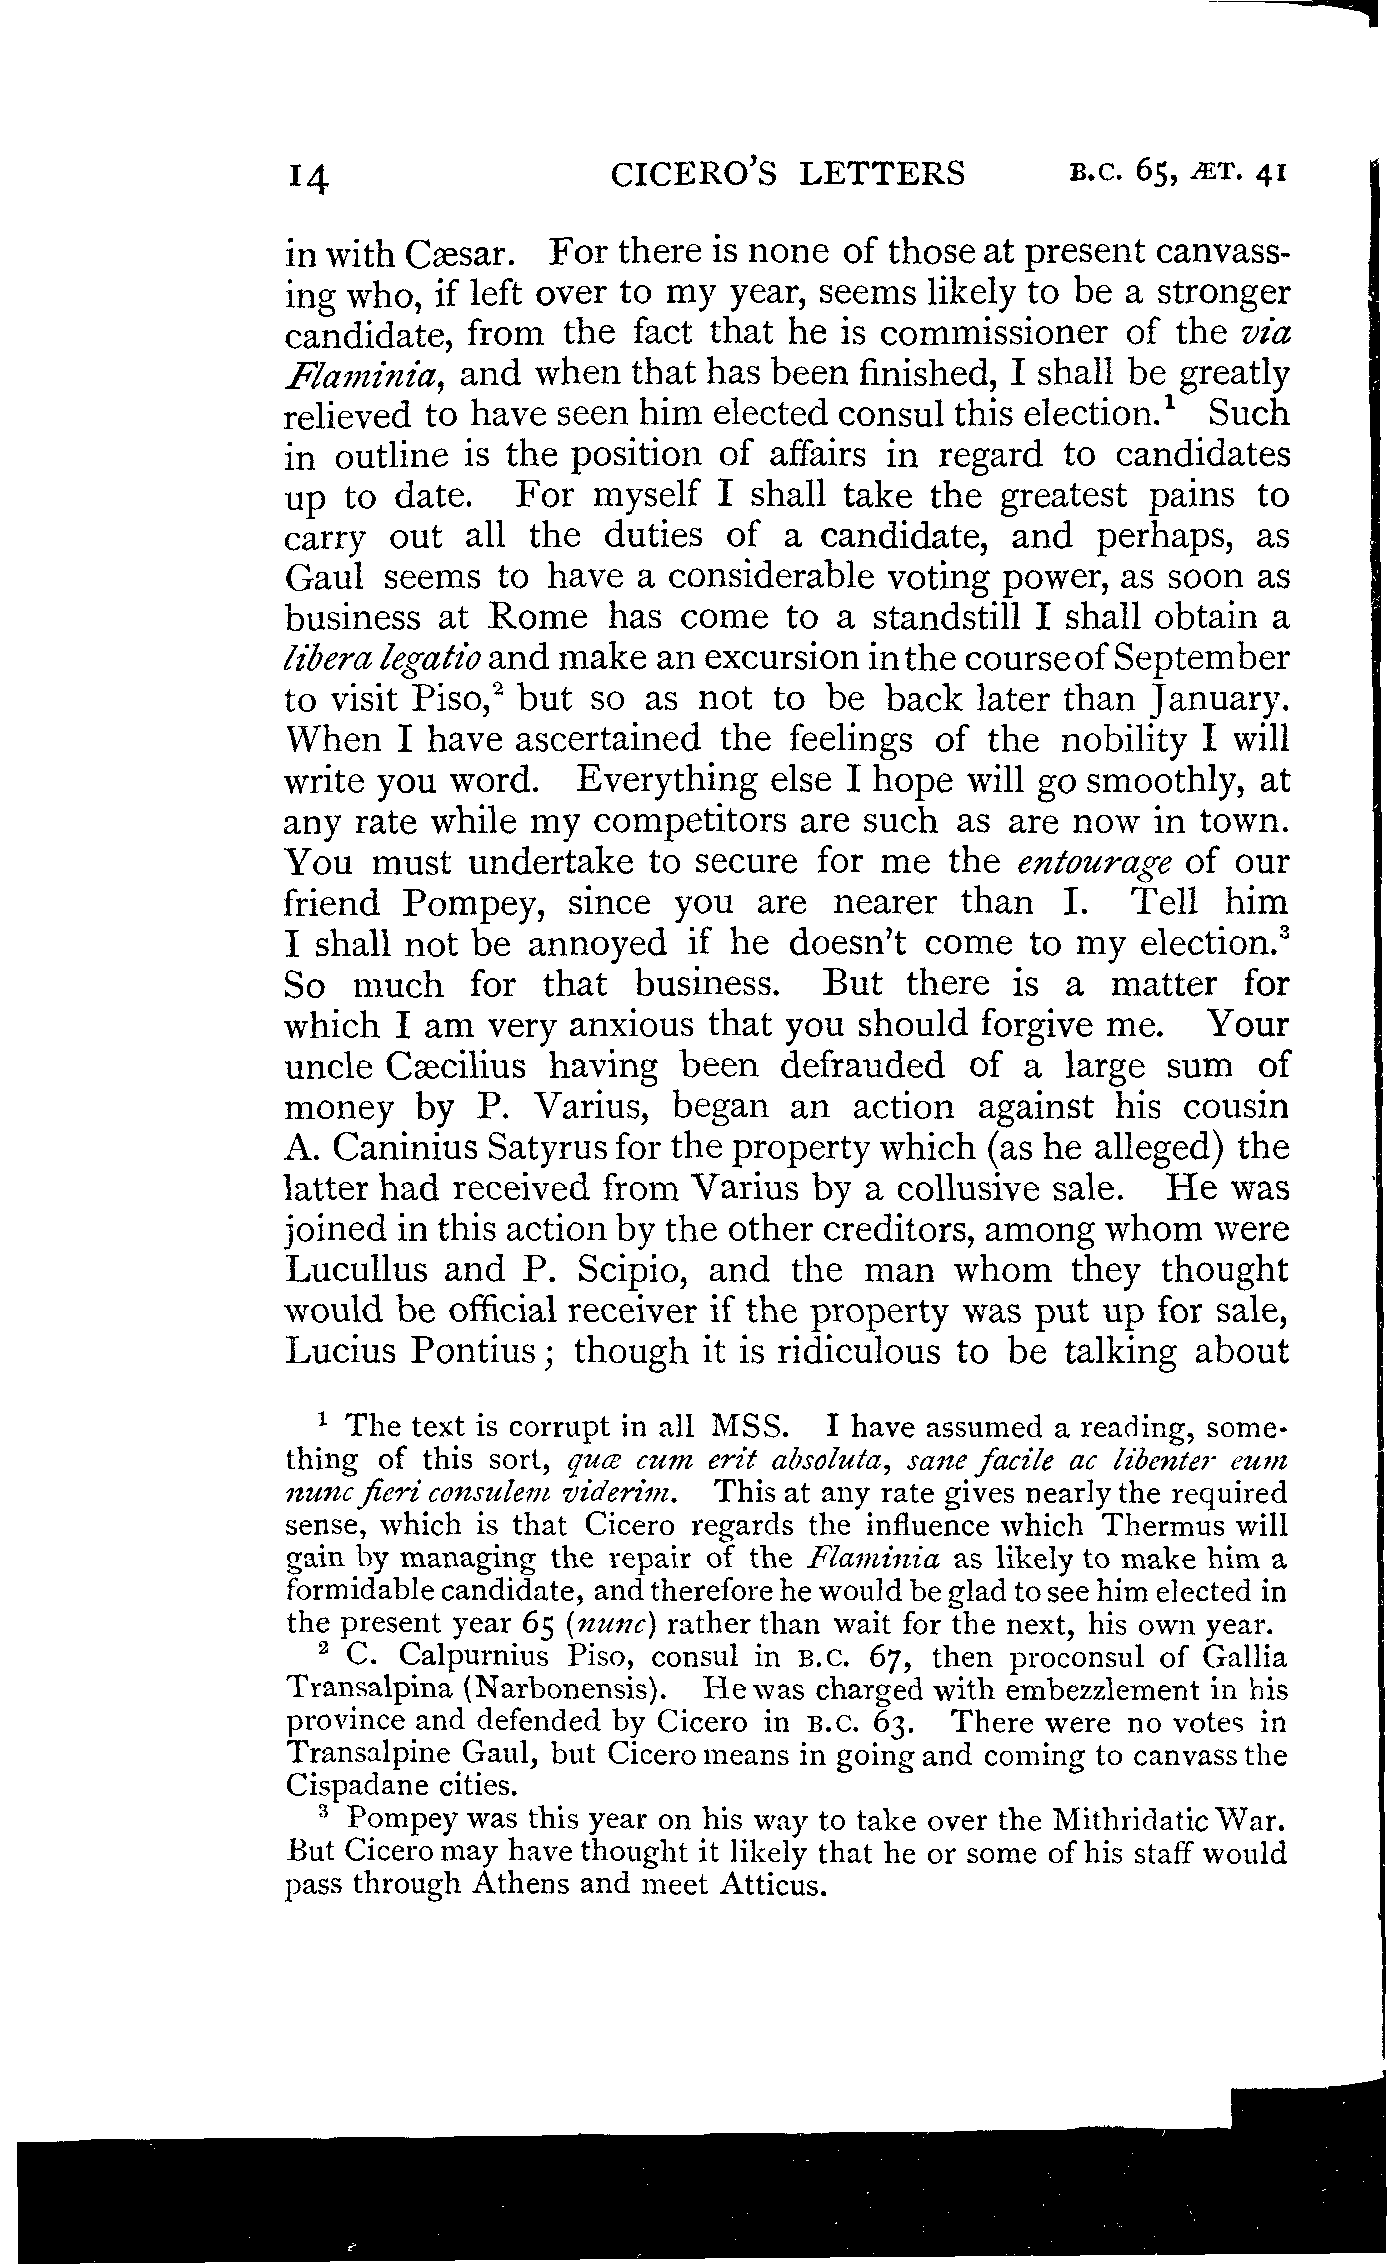 14 CICERO'S LETTERS B.C. 65, ÆT. 41
in with Cæsar. For there is none of those at present canvass-
ing who, if left over to my year, seems likely to be a stronger
candidate, from the fact that he is commissioner of the via
Flaminia, and when that has been finished, I shall be greatly
relieved to have seen him elected consul this election.¹ Such
in outline is the position of affairs in regard to candidates
up to date. For myself I shall take the greatest pains to
carry out all the duties of a candidate, and perhaps, as
Gaul seems to have a considerable voting power, as soon as
business at Rome has come to a standstill I shall obtain a
libera legatio and make an excursion in the course of September
to visit Piso,² but so as not to be back later than January.
When I have ascertained the feelings of the nobility I will
write you word. Everything else I hope will go smoothly, at
any rate while my competitors are such as are now in town.
You must undertake to secure for me the entourage of our
friend Pompey, since you are nearer than I. Tell him
I shall not be annoyed if he doesn't come to my election.³
So much for that business. But there is a matter for
which I am very anxious that you should forgive me. Your
uncle Cæcilius having been defrauded of a large sum of
money by P. Varius, began an action against his cousin
A. Caninius Satyrus for the property which (as he alleged) the
latter had received from Varius by a collusive sale. He was
joined in this action by the other creditors, among whom were
Lucullus and P. Scipio, and the man whom they thought
would be official receiver if the property was put up for sale,
Lucius Pontius; though it is ridiculous to be talking about
¹ The text is corrupt in all MSS. I have assumed a reading, some-
thing of this sort, quæ cum erit absoluta, sane facile ac libenter eum
nunc fieri consulem viderim. This at any rate gives nearly the required
sense, which is that Cicero regards the influence which Thermus will
gain by managing the repair of the Flaminia as likely to make him a
formidable candidate, and therefore he would be glad to see him elected in
the present year 65 (nunc) rather than wait for the next, his own year.
² C. Calpurnius Piso, consul in B.C. 67, then proconsul of Gallia
Transalpina (Narbonensis). He was charged with embezzlement in his
province and defended by Cicero in B.C. 63. There were no votes in
Transalpine Gaul, but Cicero means in going and coming to canvass the
Cispadane cities.
³ Pompey was this year on his way to take over the Mithridatic War.
But Cicero may have thought it likely that he or some of his staff would
pass through Athens and meet Atticus.